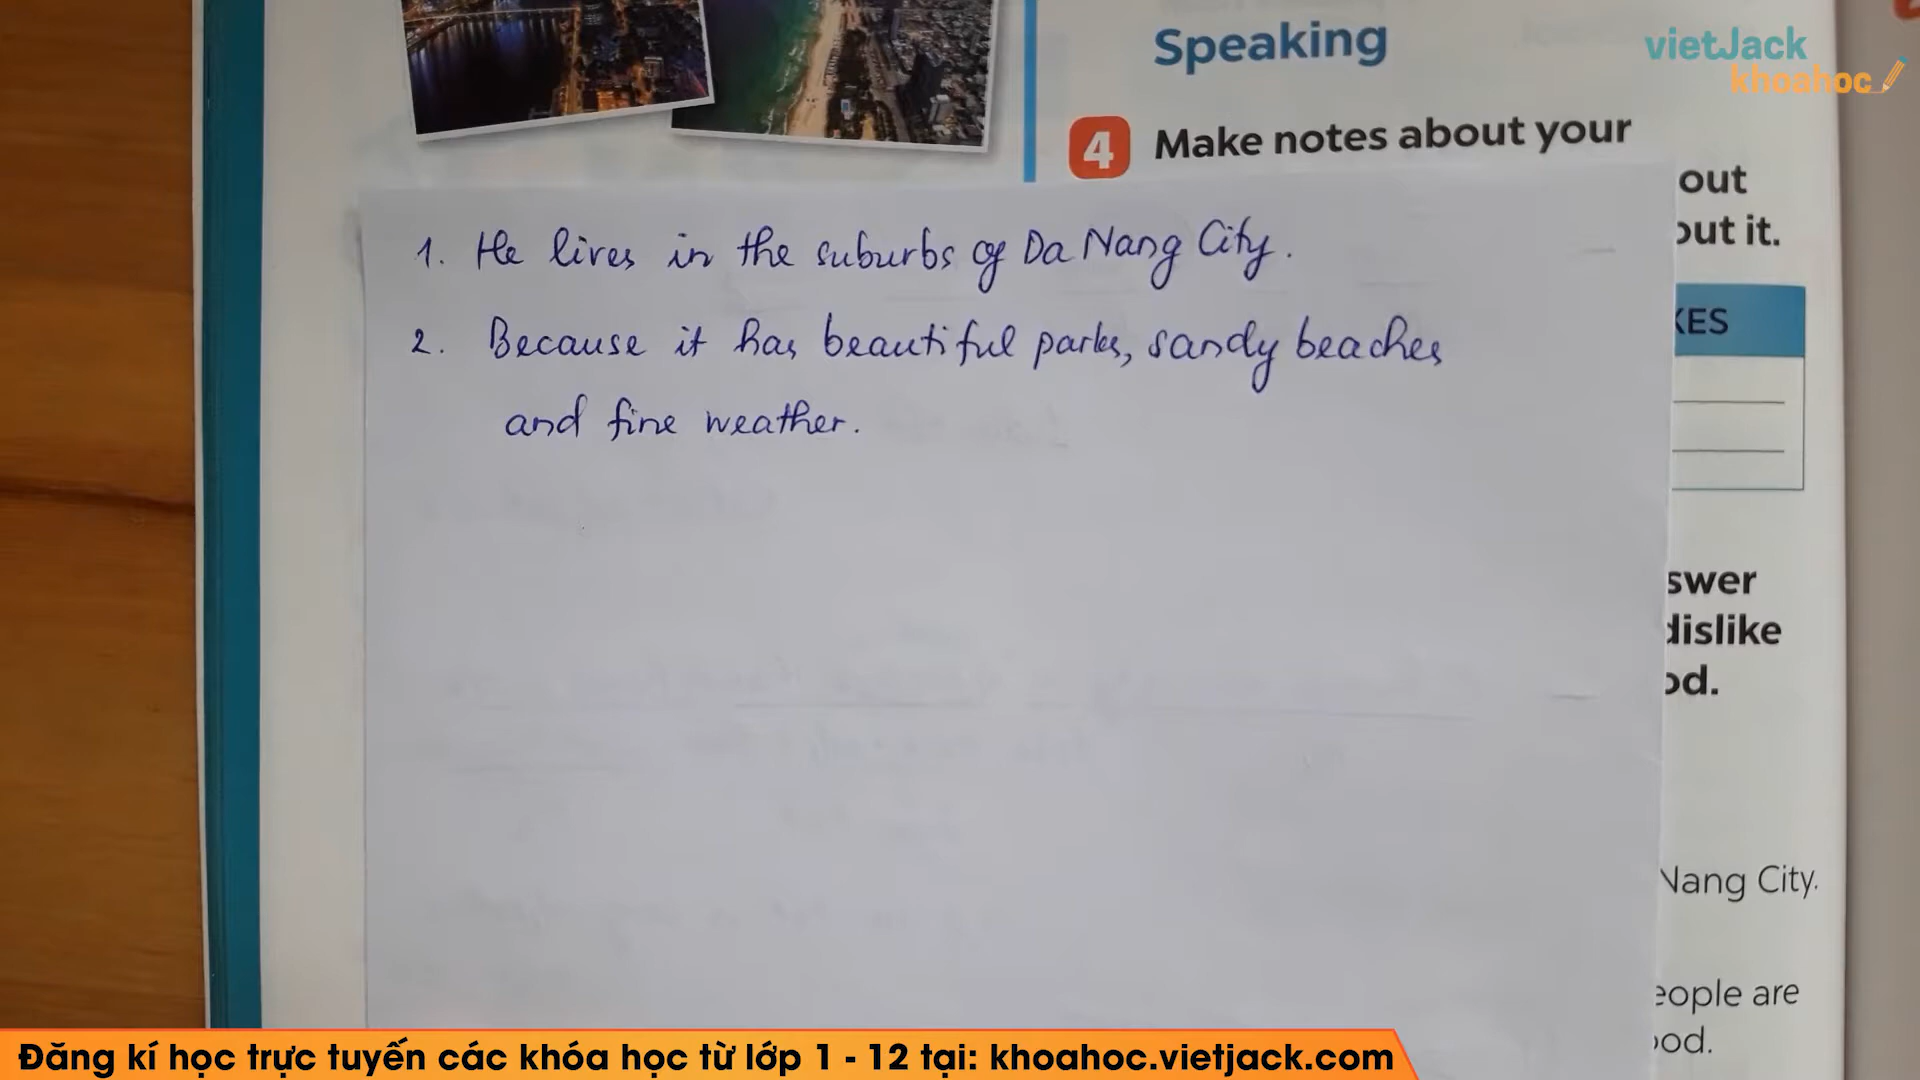 Speaking
vietJack
khoahoc
4 Make notes about your
out
out it.
1. He lives in the suburbs of Da Nang City.
2. Because it has beautiful parks, sandy beaches
and fine weather.
KES
swer
dislike
od.
Nang City.
eople are
ood.
Đăng kí học trực tuyến các khóa học từ lớp 1 - 12 tại: khoahoc.vietjack.com